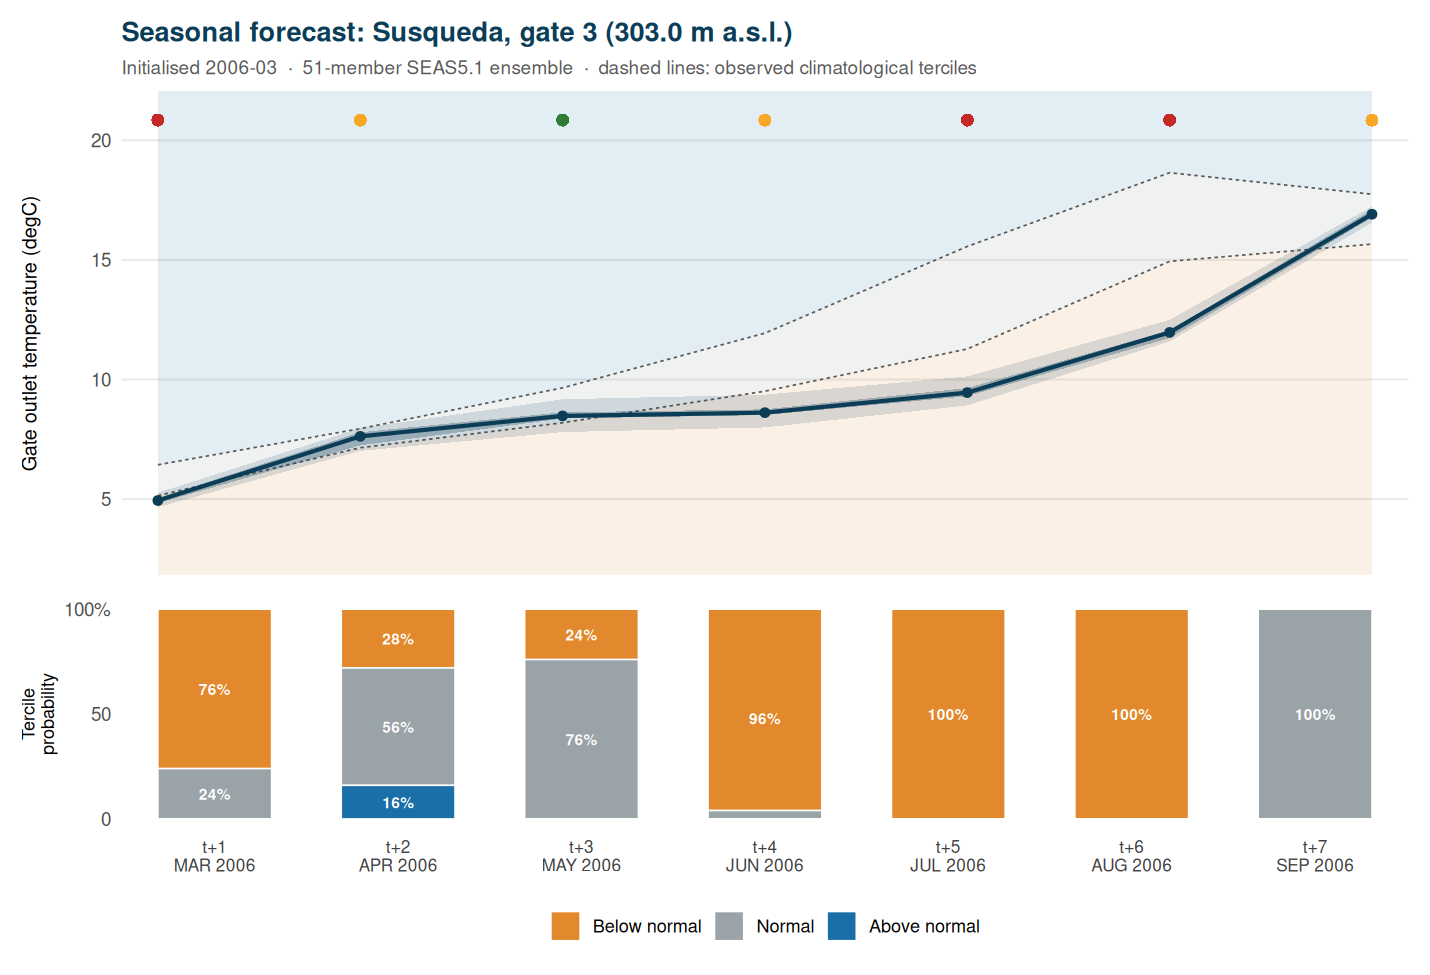 Seasonal forecast: Susqueda, gate 3 (303.0 m a.s.l.)
Initialised 2006-03 · 51-member SEAS5.1 ensemble · dashed lines: observed climatological terciles
Gate outlet temperature (degC)
20
15
10
5
Tercile
probability
100%
50
0
76%
24%
28%
56%
16%
24%
76%
96%
100%
100%
100%
t+1
MAR 2006
t+2
APR 2006
t+3
MAY 2006
t+4
JUN 2006
t+5
JUL 2006
t+6
AUG 2006
t+7
SEP 2006
Below normal
Normal
Above normal